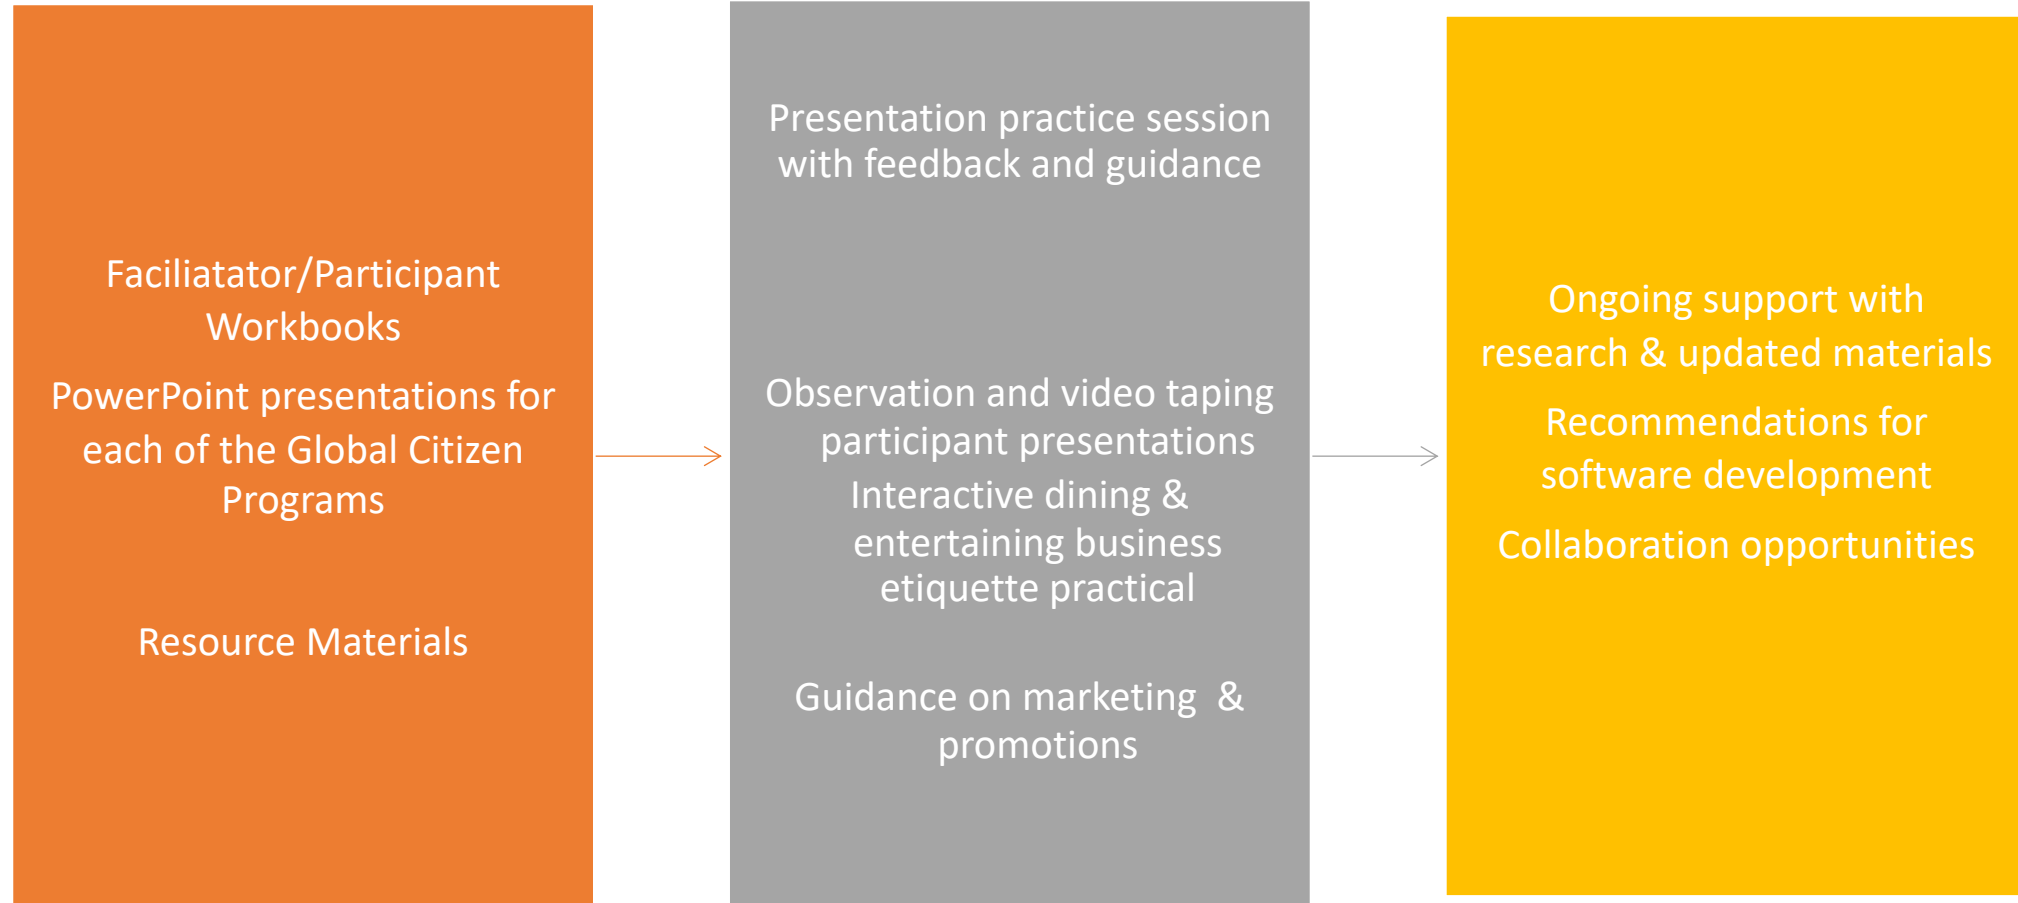 Faciliatator/Participant
Workbooks
PowerPoint presentations for
each of the Global Citizen
Programs
Resource Materials
Presentation practice session
with feedback and guidance
Observation and video taping
participant presentations
Interactive dining &
entertaining business
etiquette practical
Guidance on marketing  &
promotions
Ongoing support with
research & updated materials
Recommendations for
software development
Collaboration opportunities